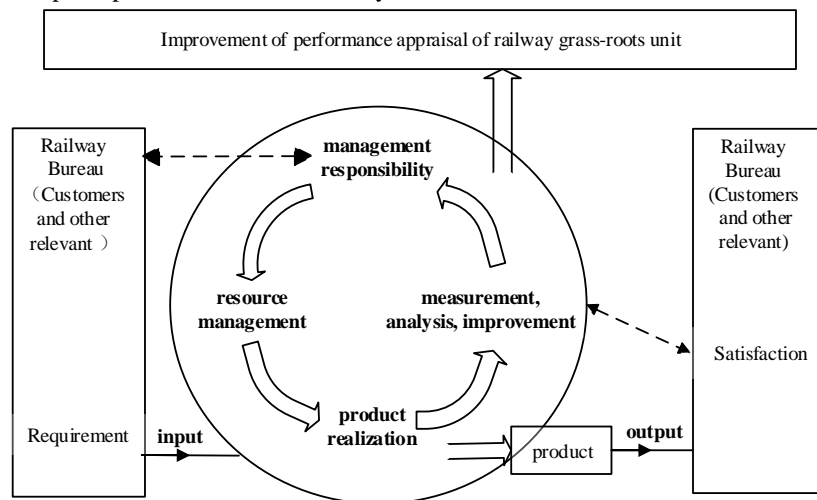 Improvement of performance appraisal of railway grass-roots unit
Railway
Bureau
（Customers
and other
relevant ）
Requirement
input
management
responsibility
resource
management
measurement,
analysis, improvement
product
realization
product
output
Railway
Bureau
(Customers
and other
relevant)
Satisfaction